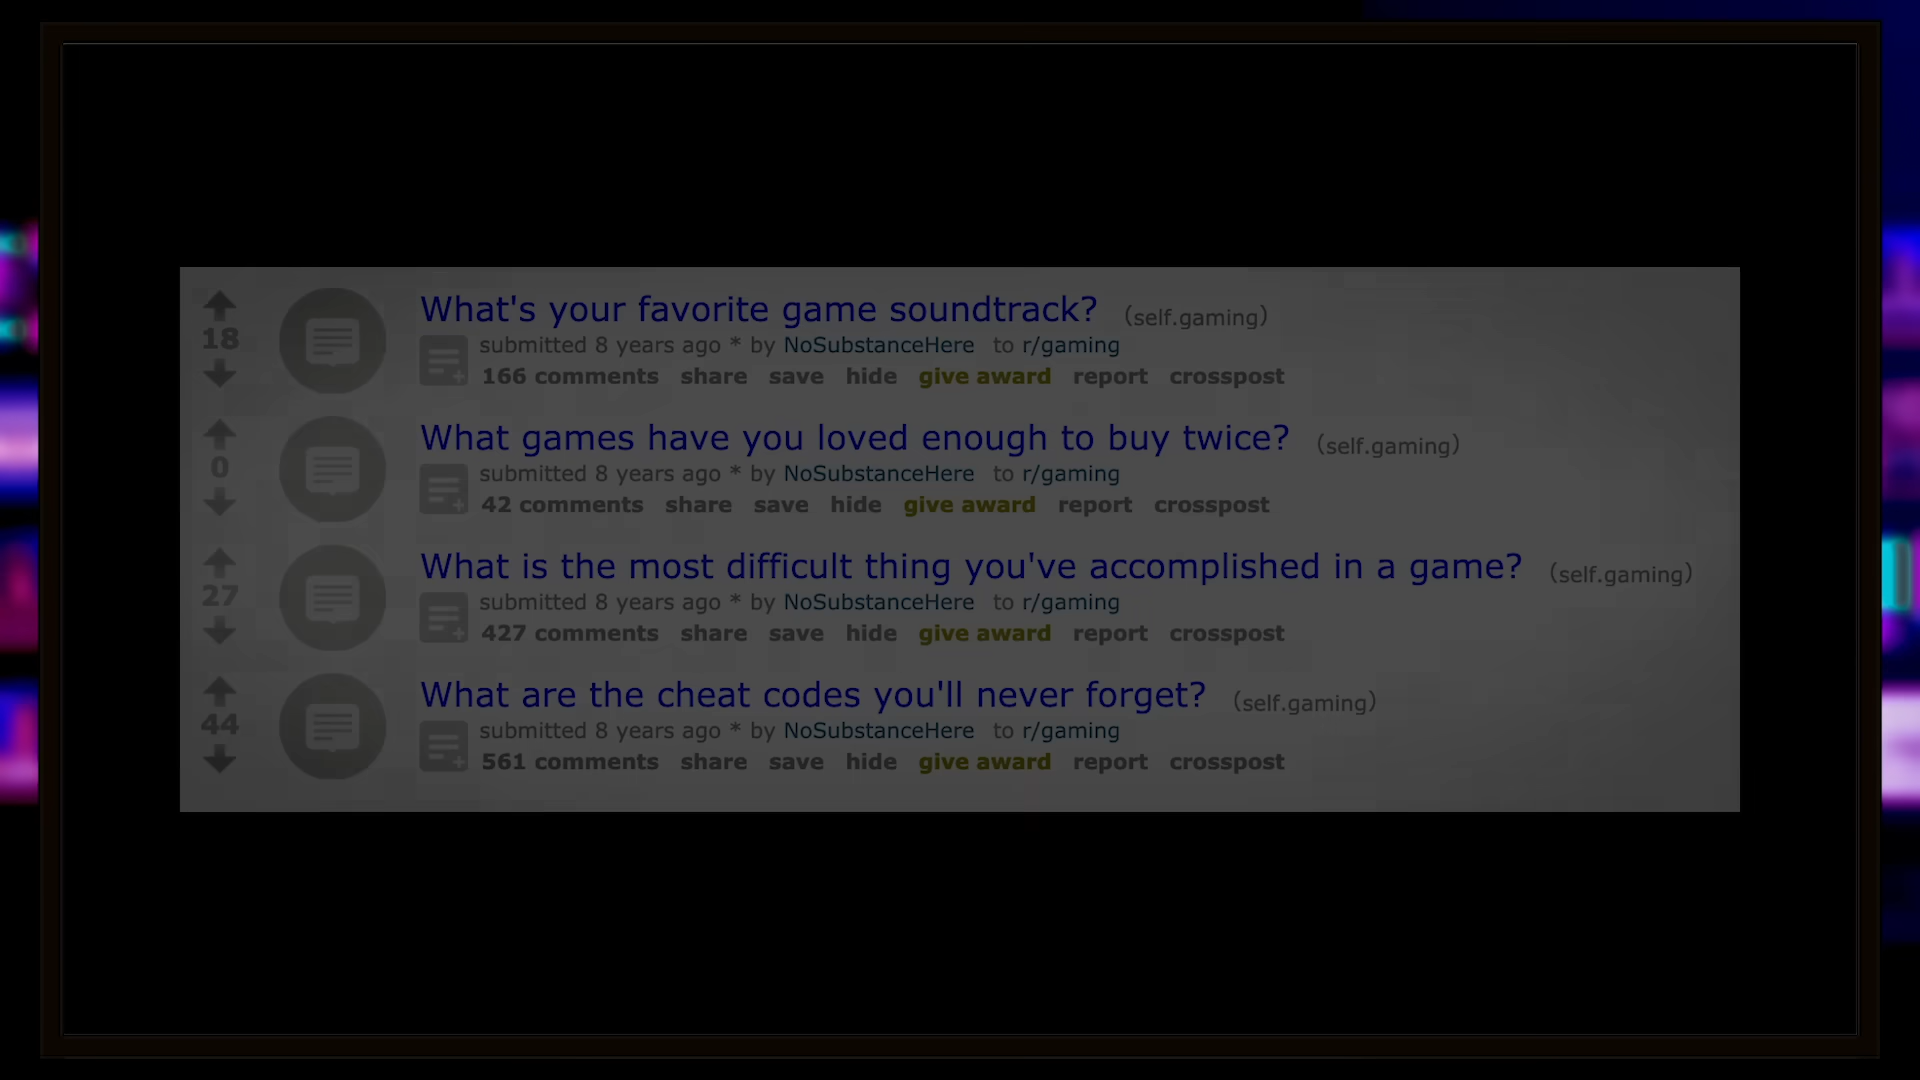 What's your favorite game soundtrack? (self.gaming)
18
submitted 8 years ago * by NoSubstanceHere to r/gaming
166 comments share save hide give award report crosspost
What games have you loved enough to buy twice? (self.gaming)
0
submitted 8 years ago * by NoSubstanceHere to r/gaming
42 comments share save hide give award report crosspost
What is the most difficult thing you've accomplished in a game? (self.gaming)
27
submitted 8 years ago * by NoSubstanceHere to r/gaming
427 comments share save hide give award report crosspost
What are the cheat codes you'll never forget? (self.gaming)
44
submitted 8 years ago * by NoSubstanceHere to r/gaming
561 comments share save hide give award report crosspost